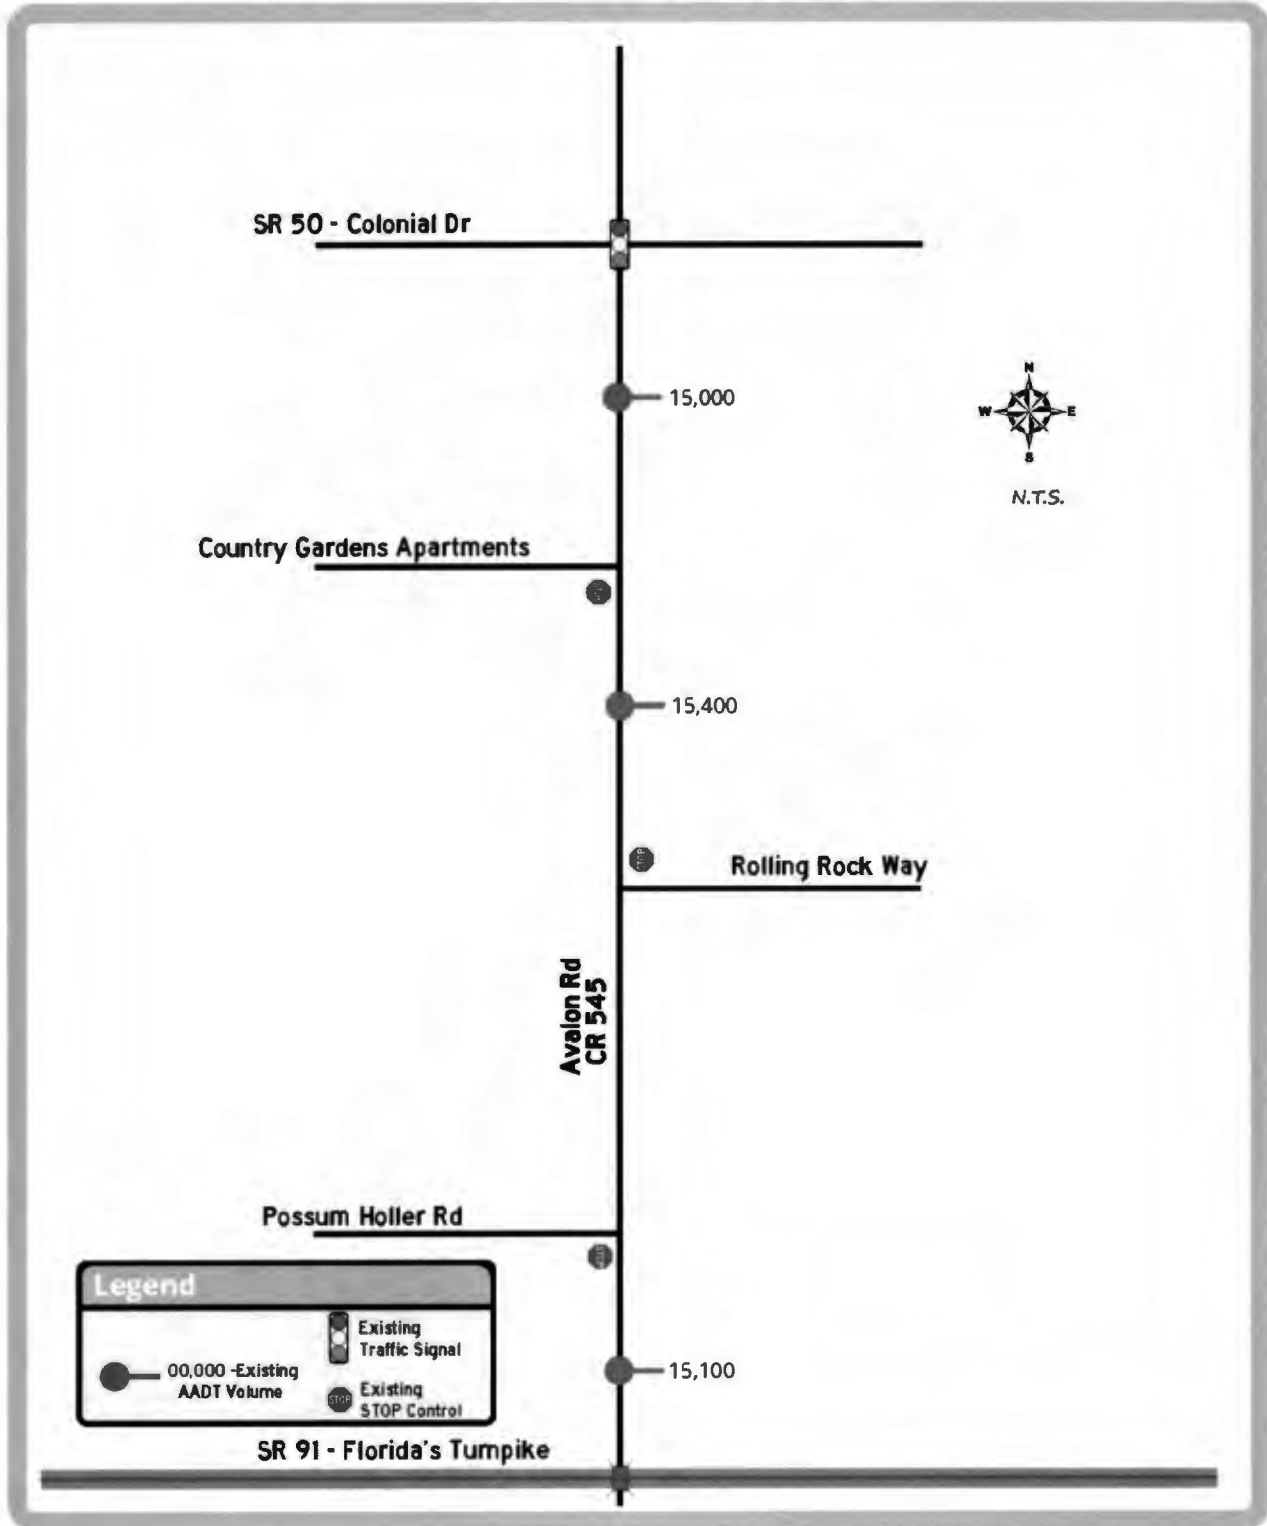 SR 50 - Colonial Dr
15,000
N
W
E
S
N.T.S.
Country Gardens Apartments
15,400
STOP
Rolling Rock Way
Avalon Rd
CR 545
Possum Holler Rd
Legend
00,000 -Existing
AADT Volume
Existing
Traffic Signal
STOP
Existing
STOP Control
15,100
SR 91 - Florida's Turnpike